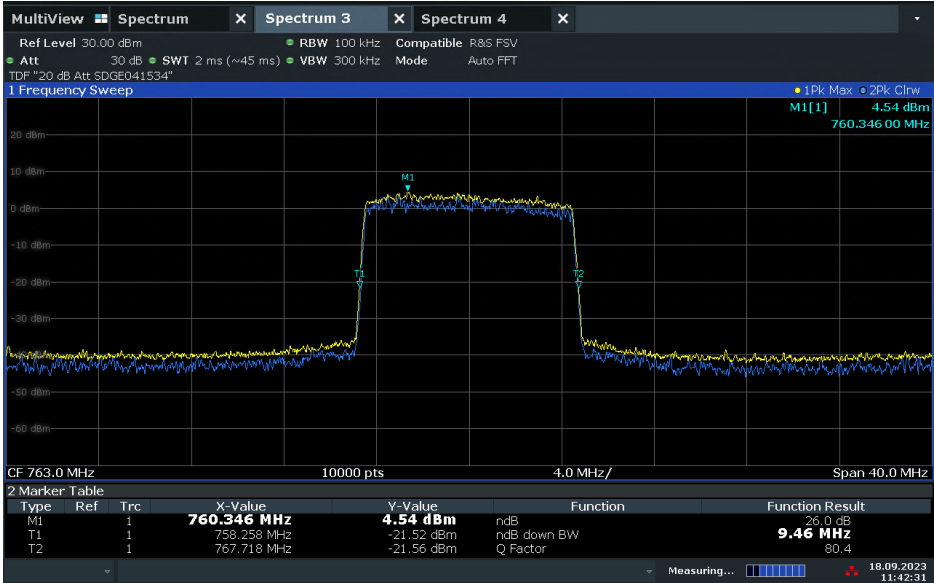 MultiView Spectrum X Spectrum 3 X Spectrum 4 X
Ref Level 30.00 dBm RBW 100 kHz Compatible R&S FSV
Att 30 dB SWT 2 ms (~45 ms) VBW 300 kHz Mode Auto FFT
TDF "20 dB Att SDGE041534"
1 Frequency Sweep 1Pk Max 2Pk Clrw
M1[1] 4.54 dBm
760.346 00 MHz
20 dBm
10 dBm
M1
0 dBm
-10 dBm
T1 T2
-20 dBm
-30 dBm
-50 dBm
-60 dBm
CF 763.0 MHz 10000 pts 4.0 MHz/ Span 40.0 MHz
2 Marker Table
Type Ref Trc X-Value Y-Value Function Function Result
M1 1 760.346 MHz 4.54 dBm ndB 26.0 dB
T1 1 758.258 MHz -21.52 dBm ndB down BW 9.46 MHz
T2 1 767.718 MHz -21.56 dBm Q Factor 80.4
Measuring... 18.09.2023
11:42:31